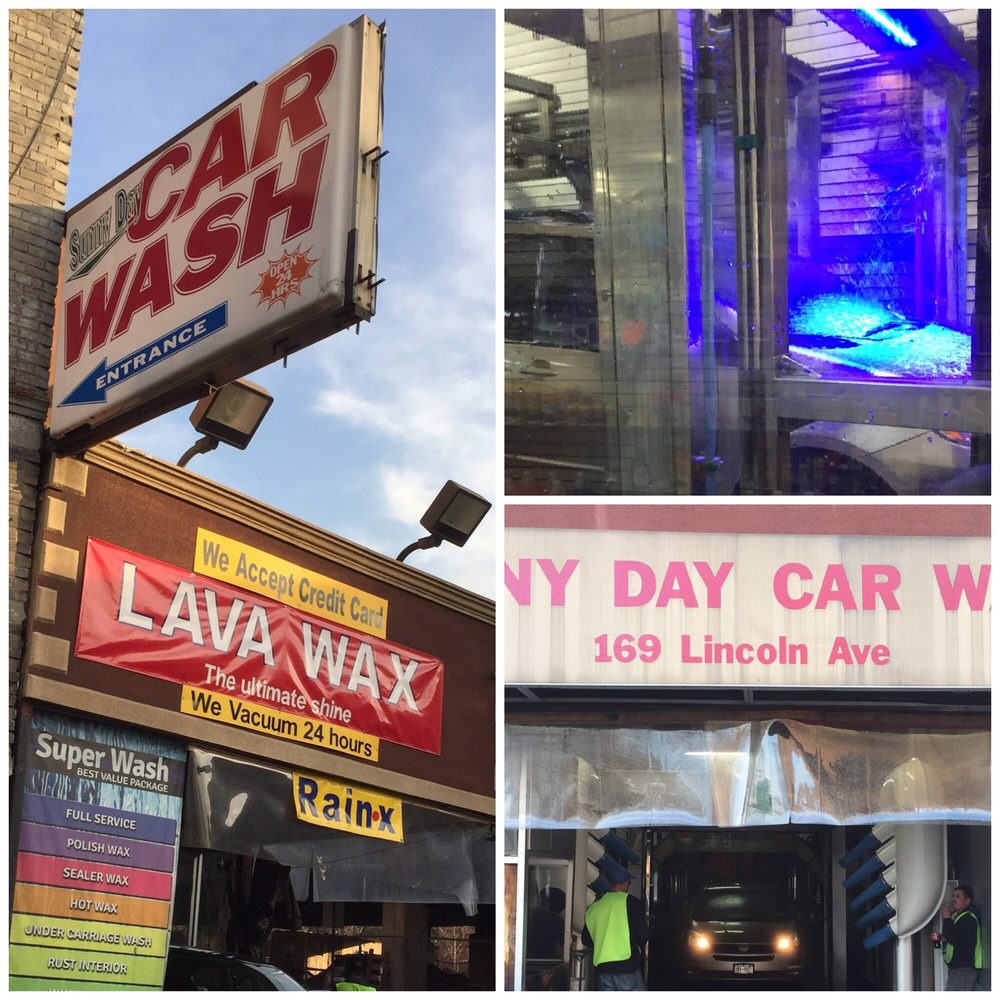 Sunny Day
CAR
WASH
OPEN
24
HRS
ENTRANCE
We Accept Credit Card
LAVA WAX
The ultimate shine
We Vacuum 24 hours
Rain-x
Super Wash
BEST VALUE PACKAGE
FULL SERVICE
POLISH WAX
SEALER WAX
HOT WAX
UNDER CARRIAGE WASH
RUST INTERIOR
NY DAY CAR WA
169 Lincoln Ave